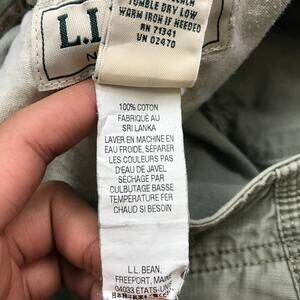 TUMBLE DRY LOW
WARM IRON IF NEEDED
RN 71341
UN 02470
L.L.
100% COTON
FABRIQUÉ AU
SRI LANKA
LAVER EN MACHINE EN
EAU FROIDE, SÉPARER
LES COULEURS PAS
D'EAU DE JAVEL
SÉCHAGE PAR
CULBUTAGE BASSE
TEMPÉRATURE FER
CHAUD SI BESOIN
L.L. BEAN,
FREEPORT, MAINE
04033 ÉTATS-UNIS